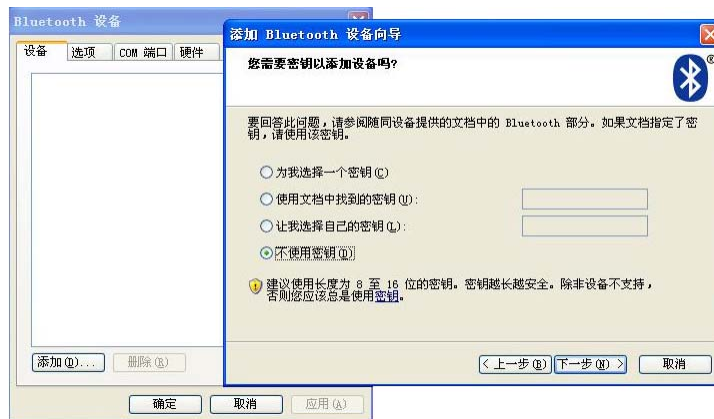 Bluetooth 设备
设备 选项 COM 端口 硬件
添加(D)... 删除(R)
确定 取消 应用(A)
添加 Bluetooth 设备向导
您需要密钥以添加设备吗?
要回答此问题，请参阅随同设备提供的文档中的 Bluetooth 部分。如果文档指定了密
钥，请使用该密钥。
为我选择一个密钥(C)
使用文档中找到的密钥(U):
让我选择自己的密钥(L):
不使用密钥(D)
建议使用长度为 8 至 16 位的密钥。密钥越长越安全。除非设备不支持，
否则您应该总是使用密钥。
< 上一步(B) 下一步(N) > 取消